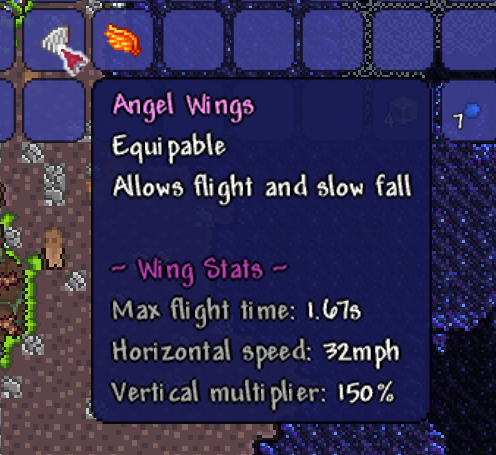 Angel Wings
Equipable
Allows flight and slow fall
~ Wing Stats ~
Max flight time: 1.67s
Horizontal speed: 32mph
Vertical multiplier: 150%
4
7